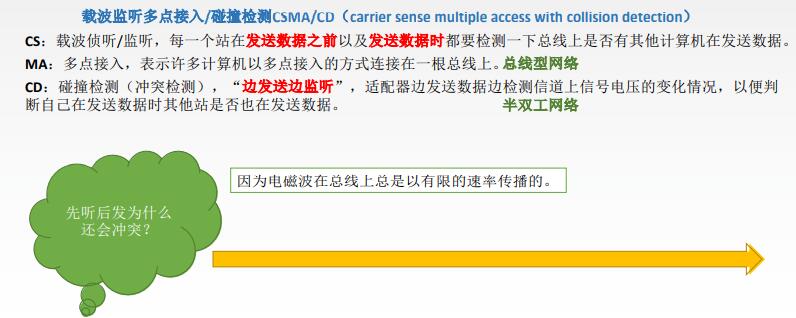 载波监听多点接入/碰撞检测CSMA/CD（carrier sense multiple access with collision detection）
CS：载波侦听/监听，每一个站在发送数据之前以及发送数据时都要检测一下总线上是否有其他计算机在发送数据。
MA：多点接入，表示许多计算机以多点接入的方式连接在一根总线上。总线型网络
CD：碰撞检测（冲突检测），“边发送边监听”，适配器边发送数据边检测信道上信号电压的变化情况，以便判
断自己在发送数据时其他站是否也在发送数据。 半双工网络
因为电磁波在总线上总是以有限的速率传播的。
先听后发为什么
还会冲突？